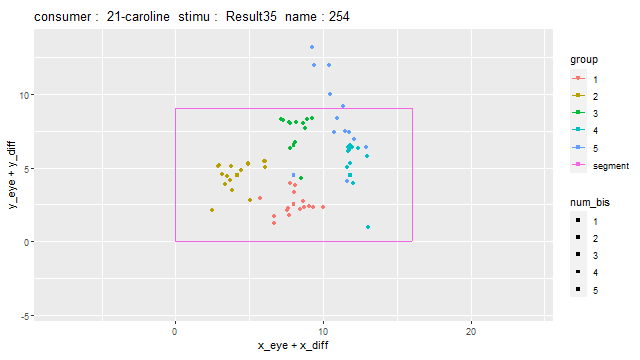 consumer : 21-caroline stimu : Result35 name : 254
10
5
0
-5
0
10
20
x_eye + x_diff
y_eye + y_diff
group
1
2
3
4
5
segment
num_bis
1
2
3
4
5